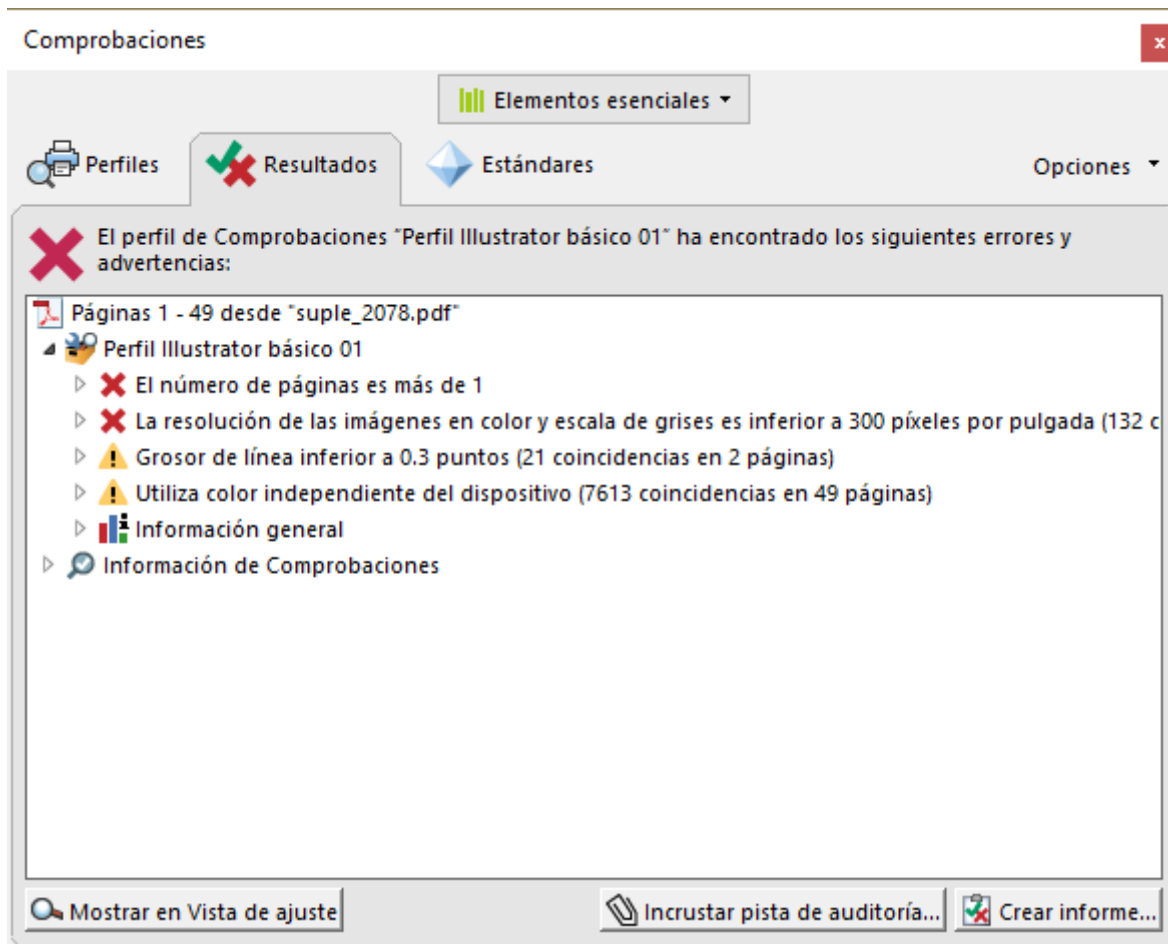 Comprobaciones
x
Elementos esenciales
Perfiles
Resultados
Estándares
Opciones
El perfil de Comprobaciones "Perfil Illustrator básico 01" ha encontrado los siguientes errores y
advertencias:
Páginas 1 - 49 desde "suple_2078.pdf"
Perfil Illustrator básico 01
El número de páginas es más de 1
La resolución de las imágenes en color y escala de grises es inferior a 300 píxeles por pulgada (132 c
Grosor de línea inferior a 0.3 puntos (21 coincidencias en 2 páginas)
Utiliza color independiente del dispositivo (7613 coincidencias en 49 páginas)
Información general
Información de Comprobaciones
Mostrar en Vista de ajuste
Incrustar pista de auditoría...
Crear informe...